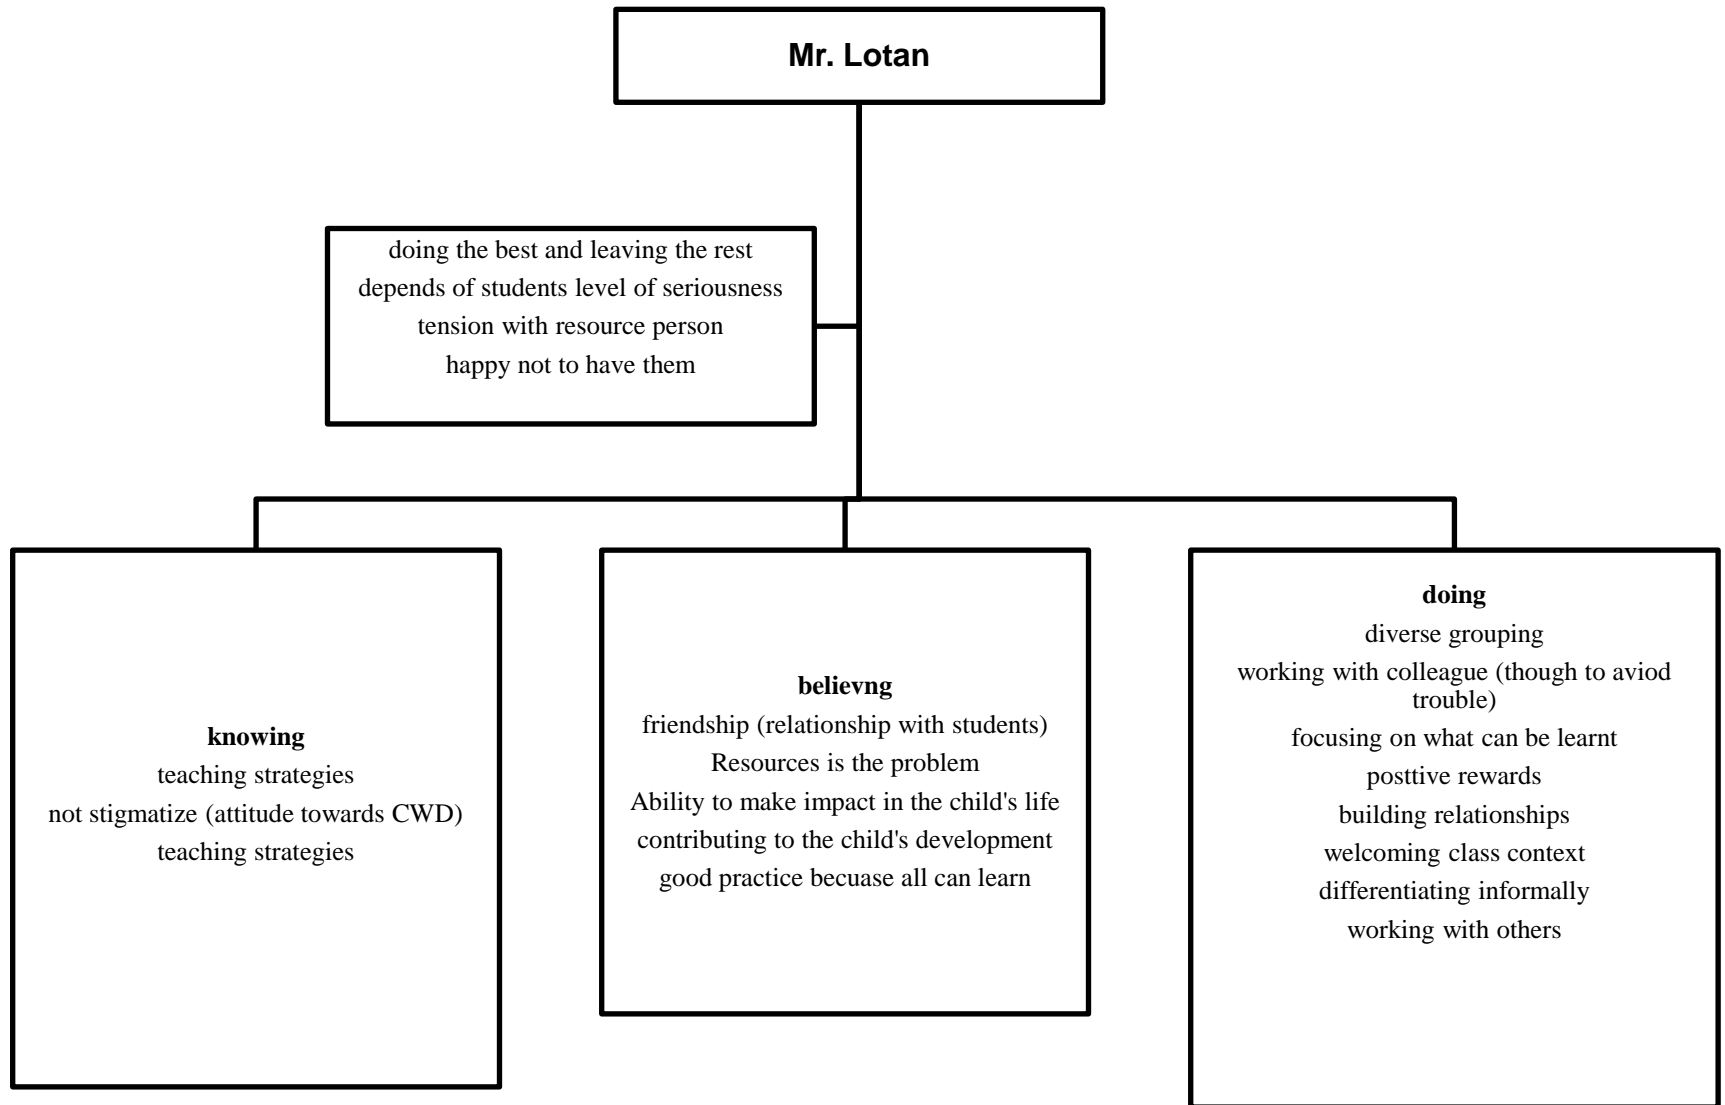 Mr. Lotan
doing the best and leaving the rest
depends of students level of seriousness
tension with resource person
happy not to have them
knowing
teaching strategies
not stigmatize (attitude towards CWD)
teaching strategies
believng
friendship (relationship with students)
Resources is the problem
Ability to make impact in the child's life
contributing to the child's development
good practice becuase all can learn
doing
diverse grouping
working with colleague (though to aviod
trouble)
focusing on what can be learnt
posttive rewards
building relationships
welcoming class context
differentiating informally
working with others